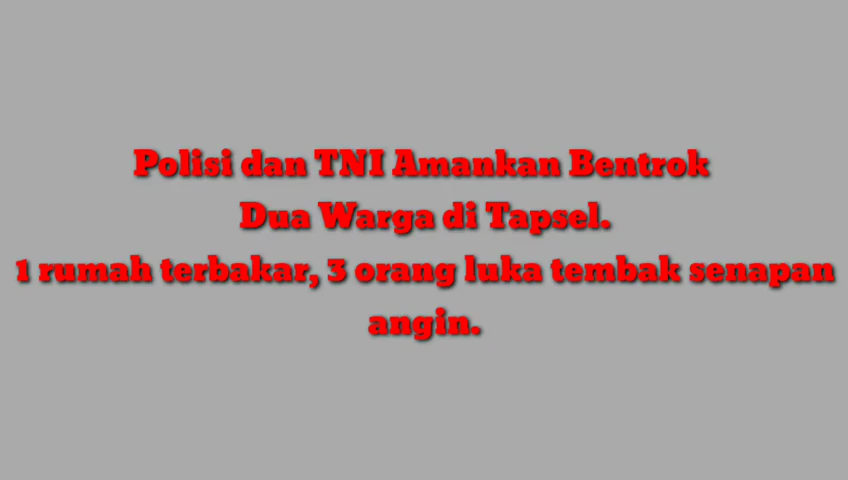 Polisi dan TNI Amankan Bentrok
Dua Warga di Tapsel.
1 rumah terbakar, 3 orang luka tembak senapan
angin.